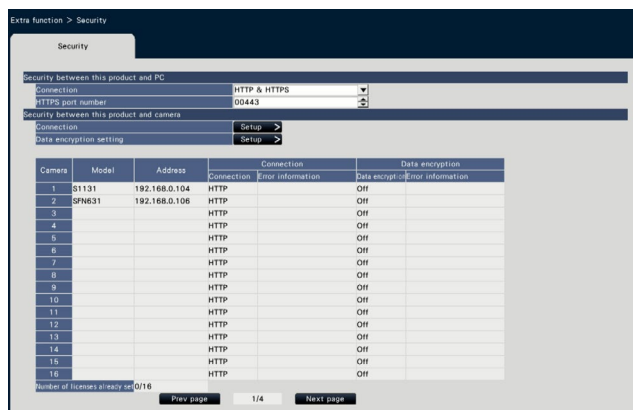 Extra function > Security
Security
Security between this product and PC
Connection HTTP & HTTPS
HTTPS port number 00443
Security between this product and camera
Connection Setup >
Data encryption setting Setup >
Camera Model Address Connection Data encryption
Connection Error information Data encryption Error information
1 S1131 192.168.0.104 HTTP Off
2 SFN631 192.168.0.106 HTTP Off
3 HTTP Off
4 HTTP Off
5 HTTP Off
6 HTTP Off
7 HTTP Off
8 HTTP Off
9 HTTP Off
10 HTTP Off
11 HTTP Off
12 HTTP Off
13 HTTP Off
14 HTTP Off
15 HTTP Off
16 HTTP Off
Number of licenses already set 0/16
Prev page 1/4 Next page